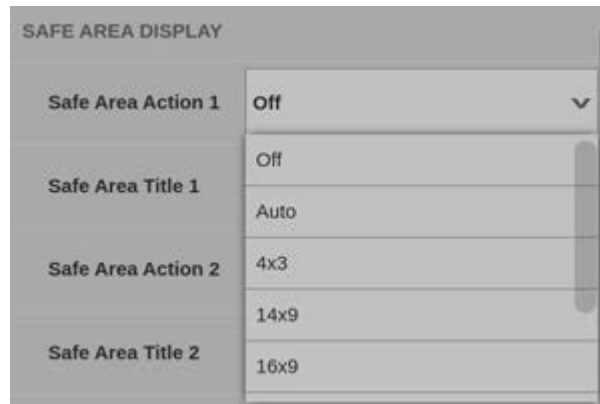 SAFE AREA DISPLAY
Safe Area Action 1
Off
Off
Safe Area Title 1
Auto
Safe Area Action 2
4x3
14x9
Safe Area Title 2
16x9